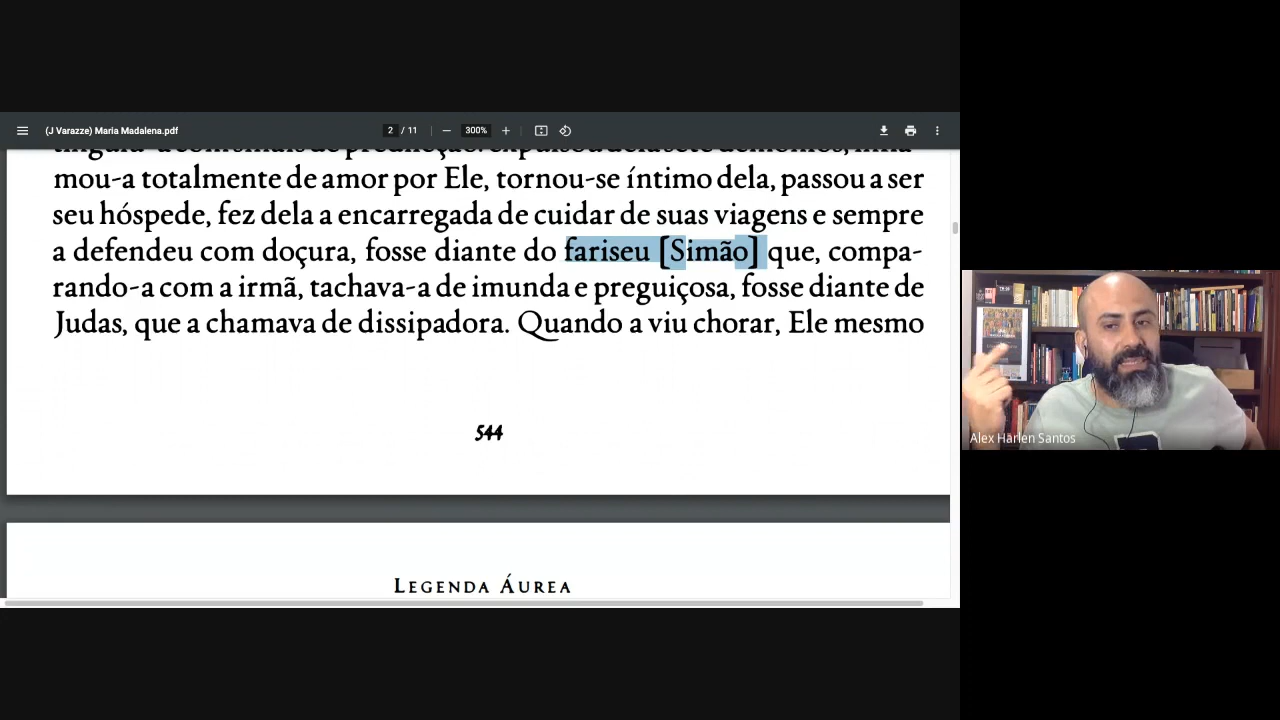 (J Varazze) Maria Madalena.pdf
2 / 11
300%
mou-a totalmente de amor por Ele, tornou-se íntimo dela, passou a ser
seu hóspede, fez dela a encarregada de cuidar de suas viagens e sempre
a defendeu com doçura, fosse diante do fariseu [Simão] que, compa-
rando-a com a irmã, tachava-a de imunda e preguiçosa, fosse diante de
Judas, que a chamava de dissipadora. Quando a viu chorar, Ele mesmo
544
LEGENDA ÁUREA
Alex Harlen Santos